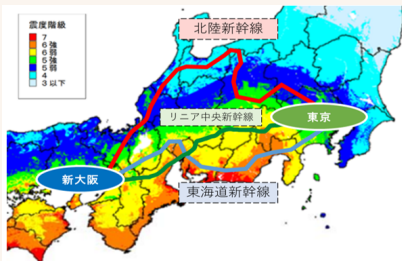 震度階級
7
6強
6弱
5強
5弱
4
3以下
北陸新幹線
リニア中央新幹線
東京
新大阪
東海道新幹線